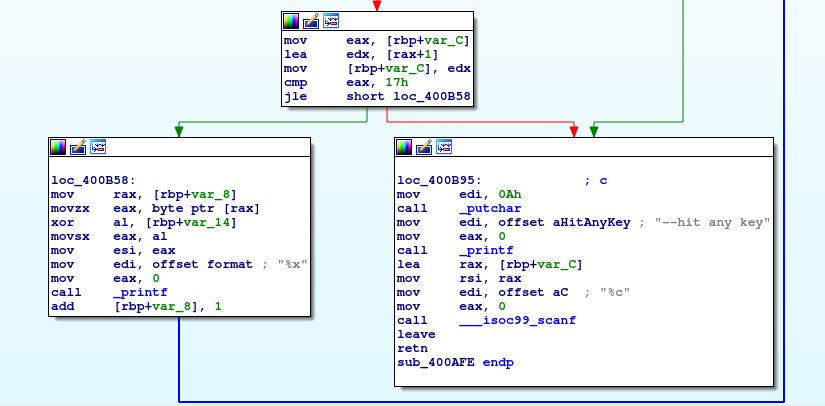 mov eax, [rbp+var_C]
lea edx, [rax+1]
mov [rbp+var_C], edx
cmp eax, 17h
jle short loc_400B58
loc_400B58:
mov rax, [rbp+var_8]
movzx eax, byte ptr [rax]
xor al, [rbp+var_14]
movsx eax, al
mov esi, eax
mov edi, offset format ; "%x"
mov eax, 0
call _printf
add [rbp+var_8], 1
loc_400B95: ; c
mov edi, 0Ah
call _putchar
mov edi, offset aHitAnyKey ; "--hit any key"
mov eax, 0
call _printf
lea rax, [rbp+var_C]
mov rsi, rax
mov edi, offset aC ; "%c"
mov eax, 0
call ___isoc99_scanf
leave
retn
sub_400AFE endp